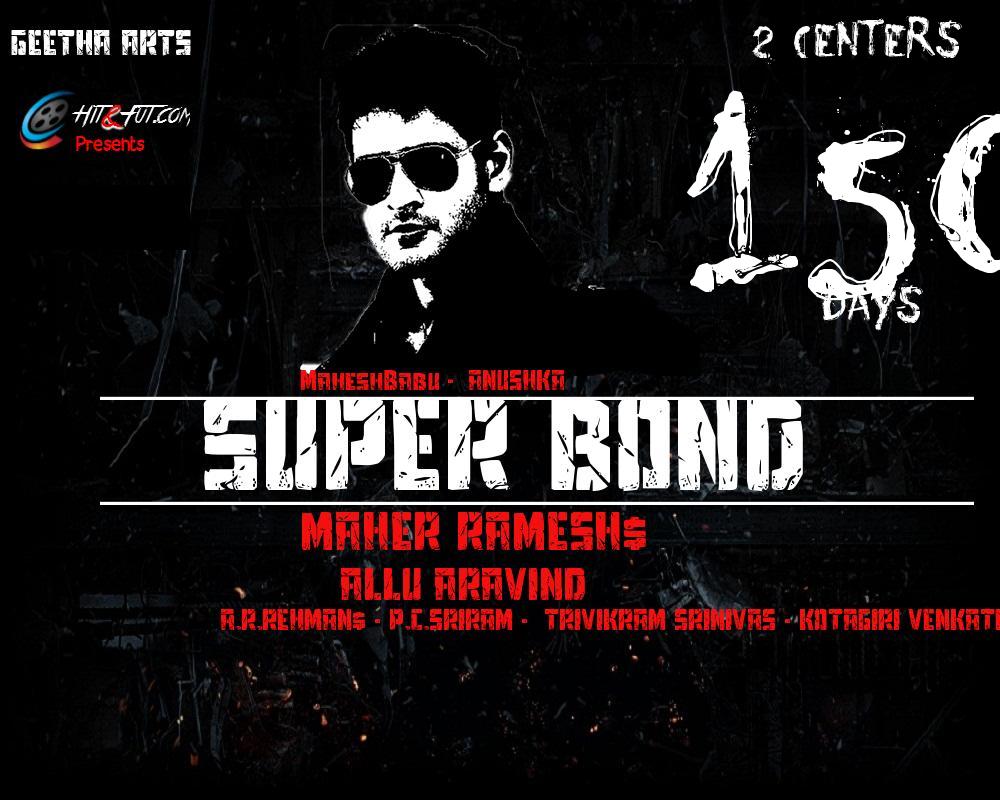 GEETHA ARTS
HIT&FUT.COM
Presents
2 CENTERS
150
DAYS
MAHESHBABU - ANUSHKA
SUPER BOND
MAHER RAMESH$
ALLU ARAVIND
A.R.REHMAN$ - P.C.SRIRAM - TRIVIKRAM SRINIVAS - KOTAGIRI VENKATE